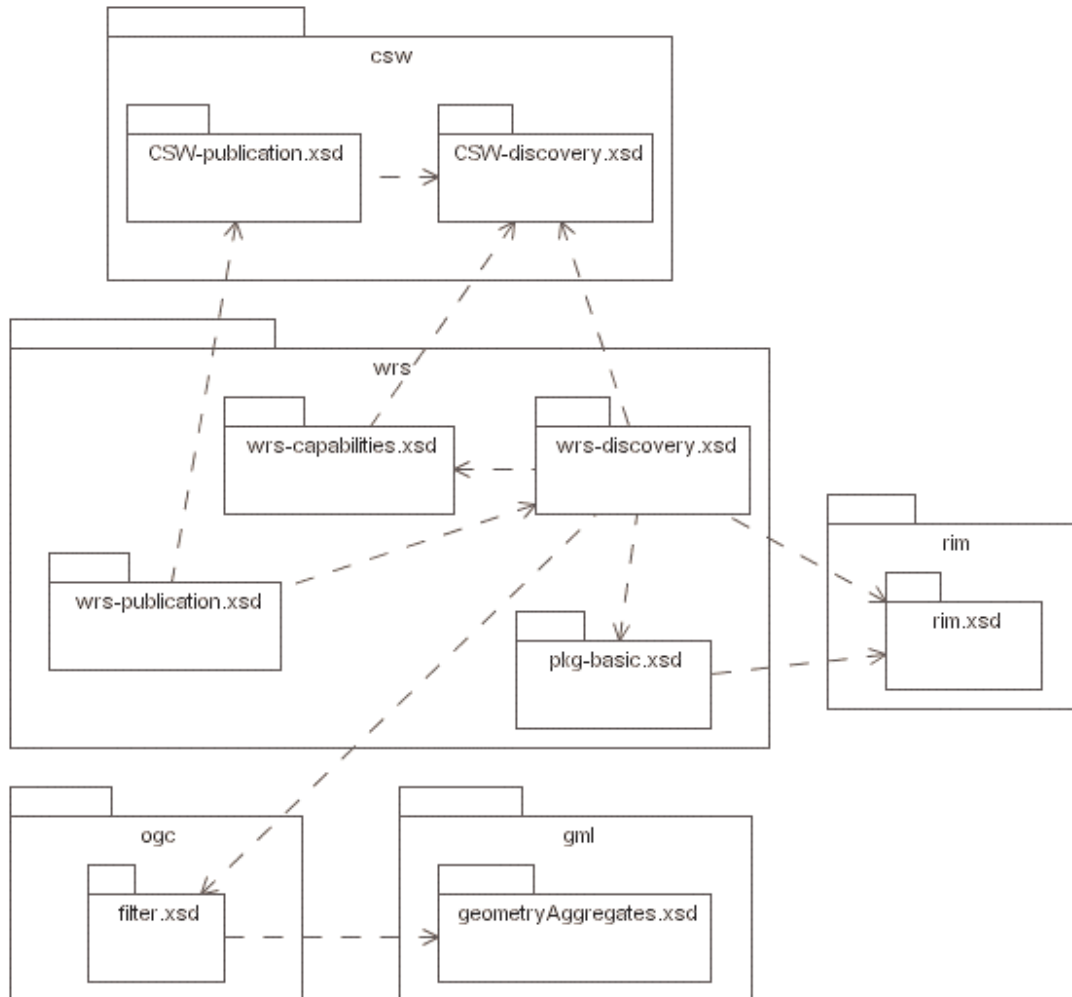 csw
CSW-publication.xsd
CSW-discovery.xsd
wrs
wrs-capabilities.xsd
wrs-discovery.xsd
rim
wrs-publication.xsd
rim.xsd
pkg-basic.xsd
ogc
gml
filter.xsd
geometryAggregates.xsd